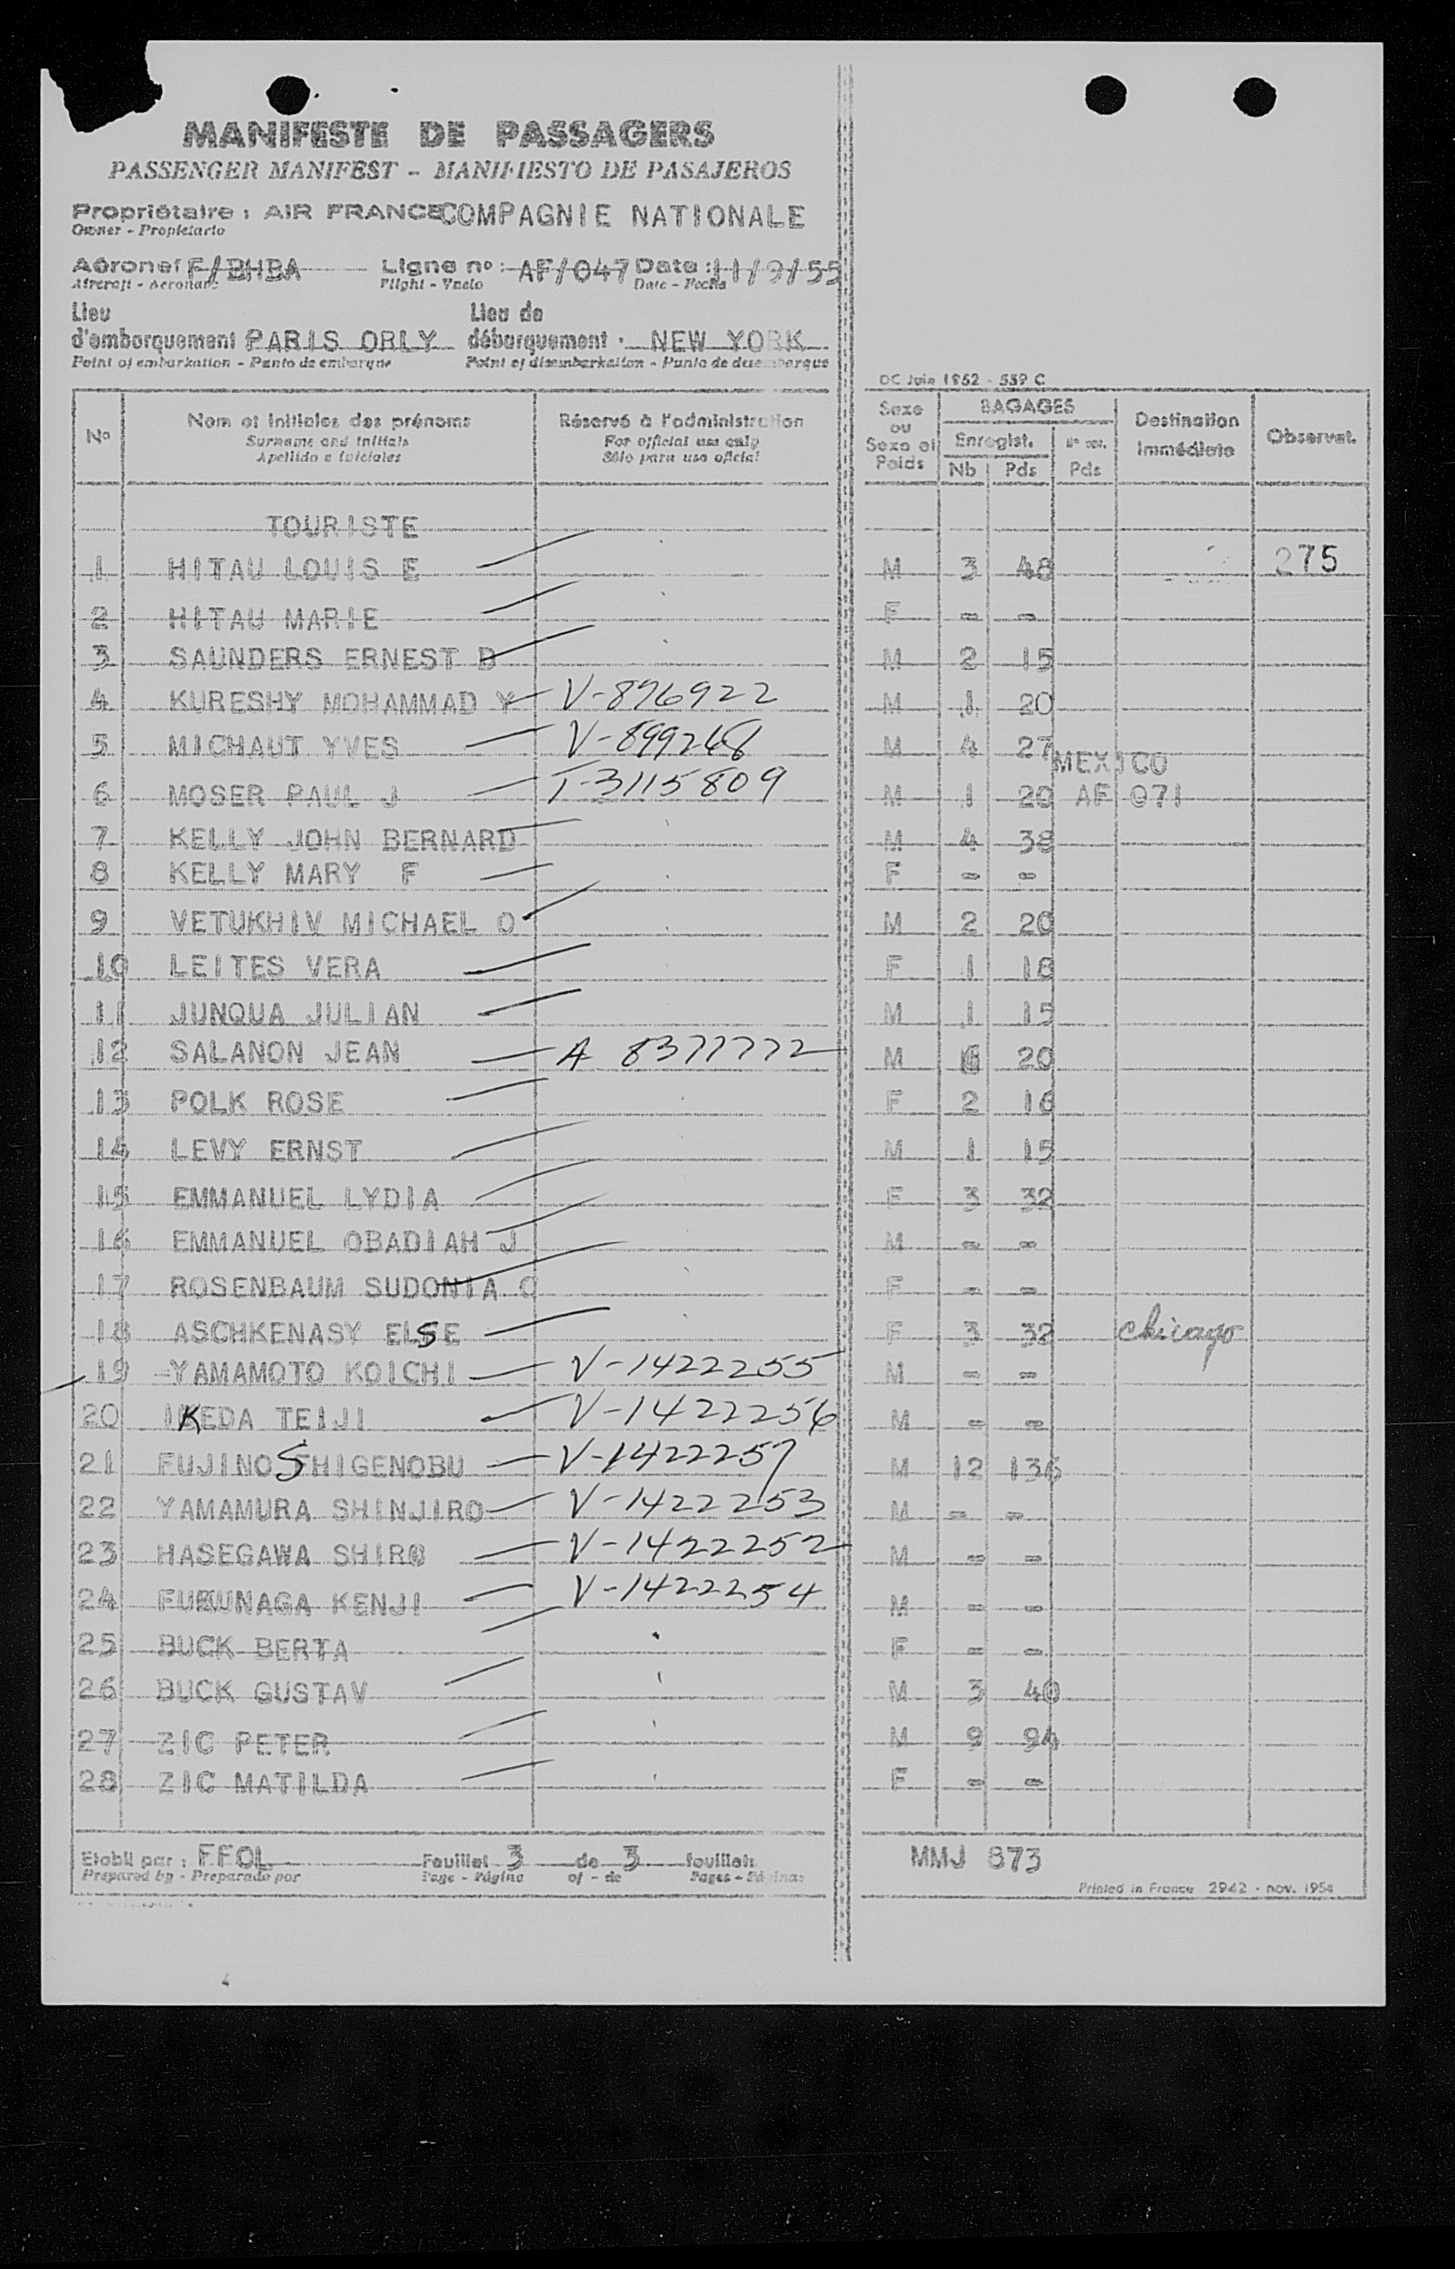 MANIFESTE DE PASSAGERS
PASSENGER MANIFEST - MANIFIESTO DE PASAJEROS
Propriétaire : AIR FRANCE COMPAGNIE NATIONALE
Owner - Propietario
Aéronef F/BHBA Ligne no : AF/047 Date : 11/9/55
Aircraft - Aeronave Flight - Vuelo Date - Fecha
Lieu Lieu de
d'embarquement PARIS ORLY débarquement . NEW YORK
Point of embarkation - Punto de embarque Point of disembarkation - Punto de desembarque
DC Juin 1952 - 559 C
No Nom et initiales des prénoms Réservé à l'administration Sexe ou Sexe et Poids BAGAGES Destination immédiate Observat.
Surname and initials For official use only Enregist.
Apellido e iniciales Sólo para uso oficial Nb Pds Pds
TOURISTE
1 HITAU LOUIS E M 3 48 275
2 HITAU MARIE F - -
3 SAUNDERS ERNEST B M 2 15
4 KURESHY MOHAMMAD Y V-896922 M 1 20
5 MICHAUT YVES V-899268 M 4 27 MEXICO
6 MOSER PAUL J T-3115809 M 1 20 AF 071
7 KELLY JOHN BERNARD M 4 38
8 KELLY MARY F F - -
9 VETUKHIV MICHAEL O M 2 20
10 LEITES VERA F 1 18
11 JUNQUA JULIAN M 1 15
12 SALANON JEAN A 8377772 M 20
13 POLK ROSE F 2 16
14 LEVY ERNST M 1 15
15 EMMANUEL LYDIA F 3 32
16 EMMANUEL OBADIAH J M - -
17 ROSENBAUM SUDONIA C F - -
18 ASCHKENASY ELSE F 3 32 Chicago
19 YAMAMOTO KOICHI V-1422255 M - -
20 IKEDA TEIJI V-1422256 M - -
21 FUJINO SHIGENOBU V-1422257 M 12 136
22 YAMAMURA SHINJIRO V-1422253 M - -
23 HASEGAWA SHIRO V-1422252 M - -
24 FUKUNAGA KENJI V-1422254 M - -
25 BUCK BERTA F - -
26 BUCK GUSTAV M 3 40
27 ZIC PETER M 9 94
28 ZIC MATILDA F - -
Etabli par : FFOL Feuillet 3 de 3 feuillets MMJ 873
Prepared by - Preparado por Page - Página of - de Pages - Páginas
Printed in France 2942 - nov. 1954